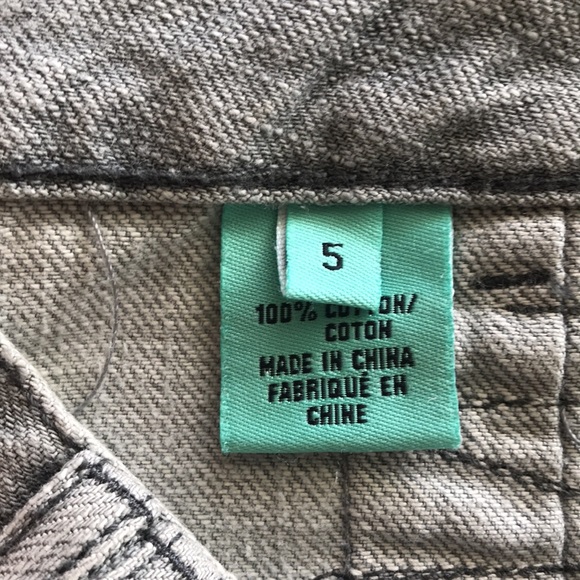 5
100% COTTON/
COTON
MADE IN CHINA
FABRIQUÉ EN
CHINE